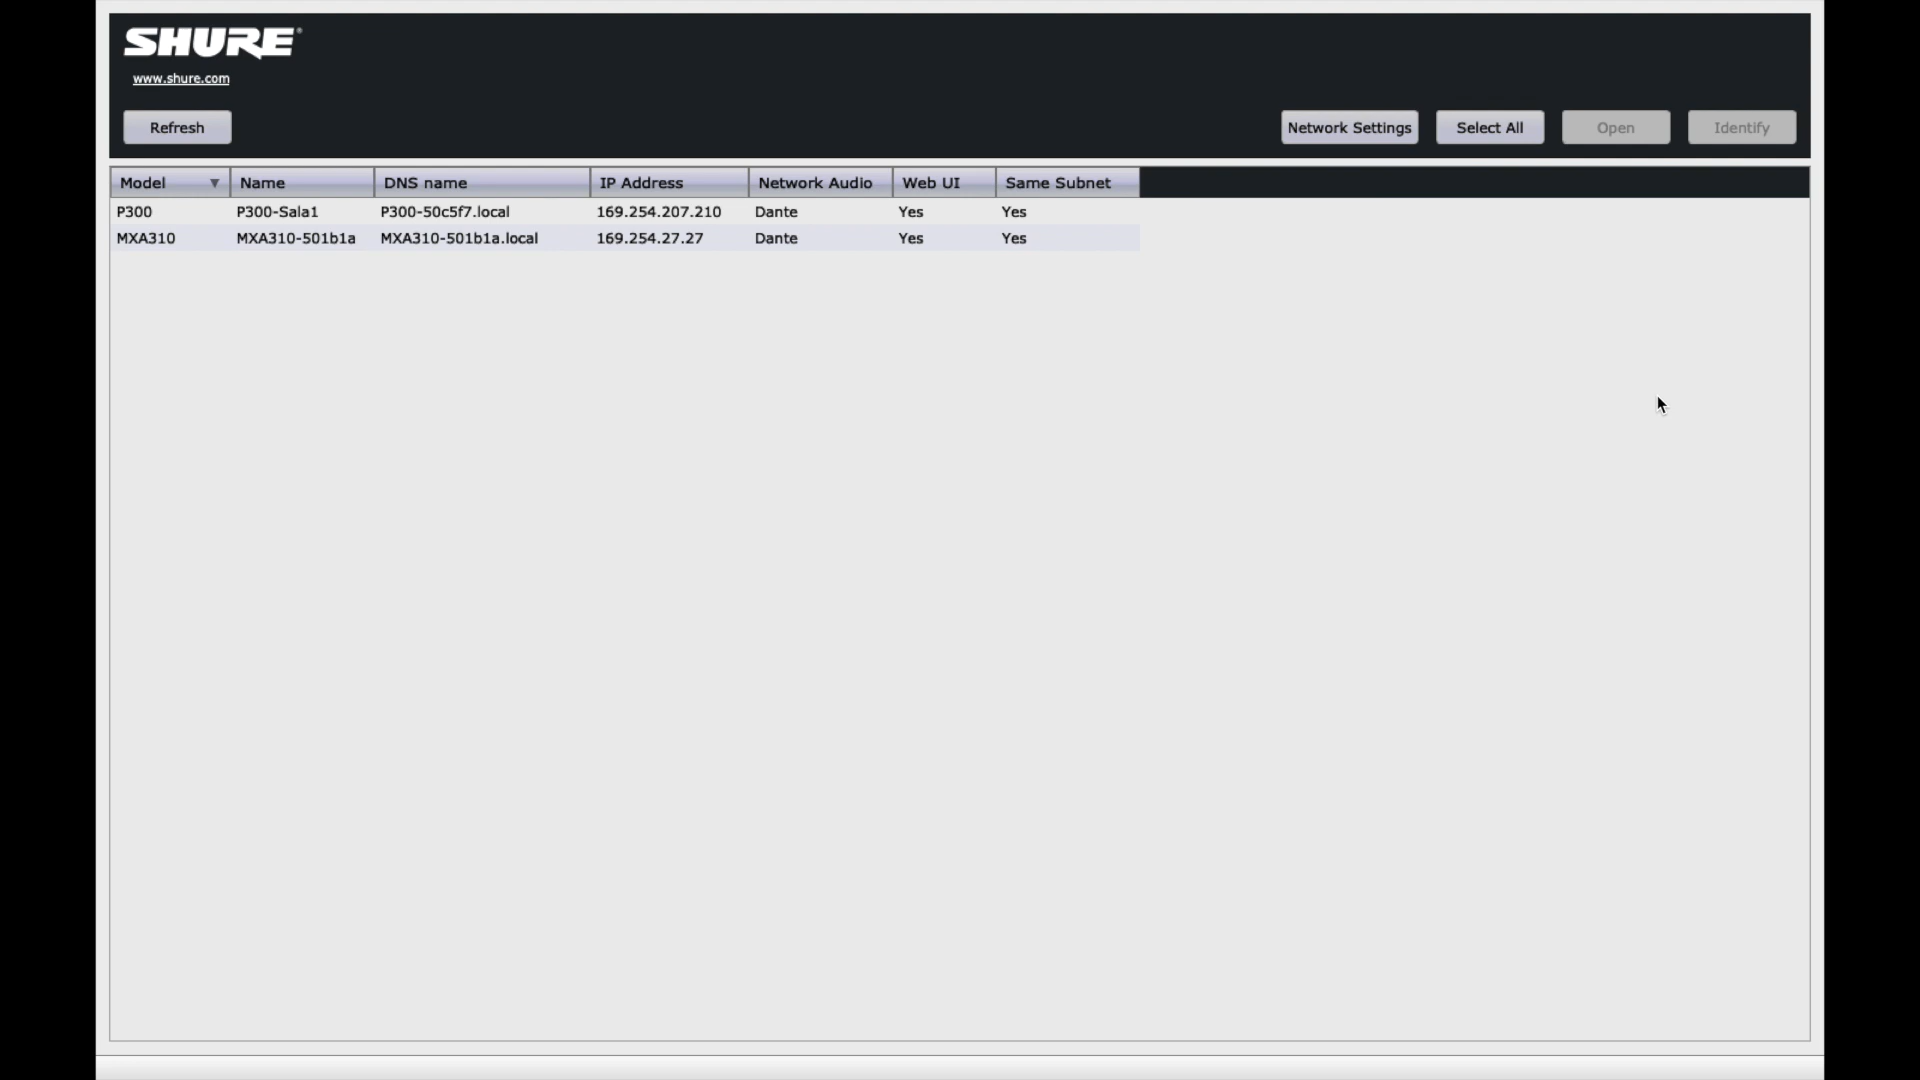 SHURE
www.shure.com
Refresh Network Settings Select All Open Identify
Model Name DNS name IP Address Network Audio Web UI Same Subnet
P300 P300-Sala1 P300-50c5f7.local 169.254.207.210 Dante Yes Yes
MXA310 MXA310-501b1a MXA310-501b1a.local 169.254.27.27 Dante Yes Yes